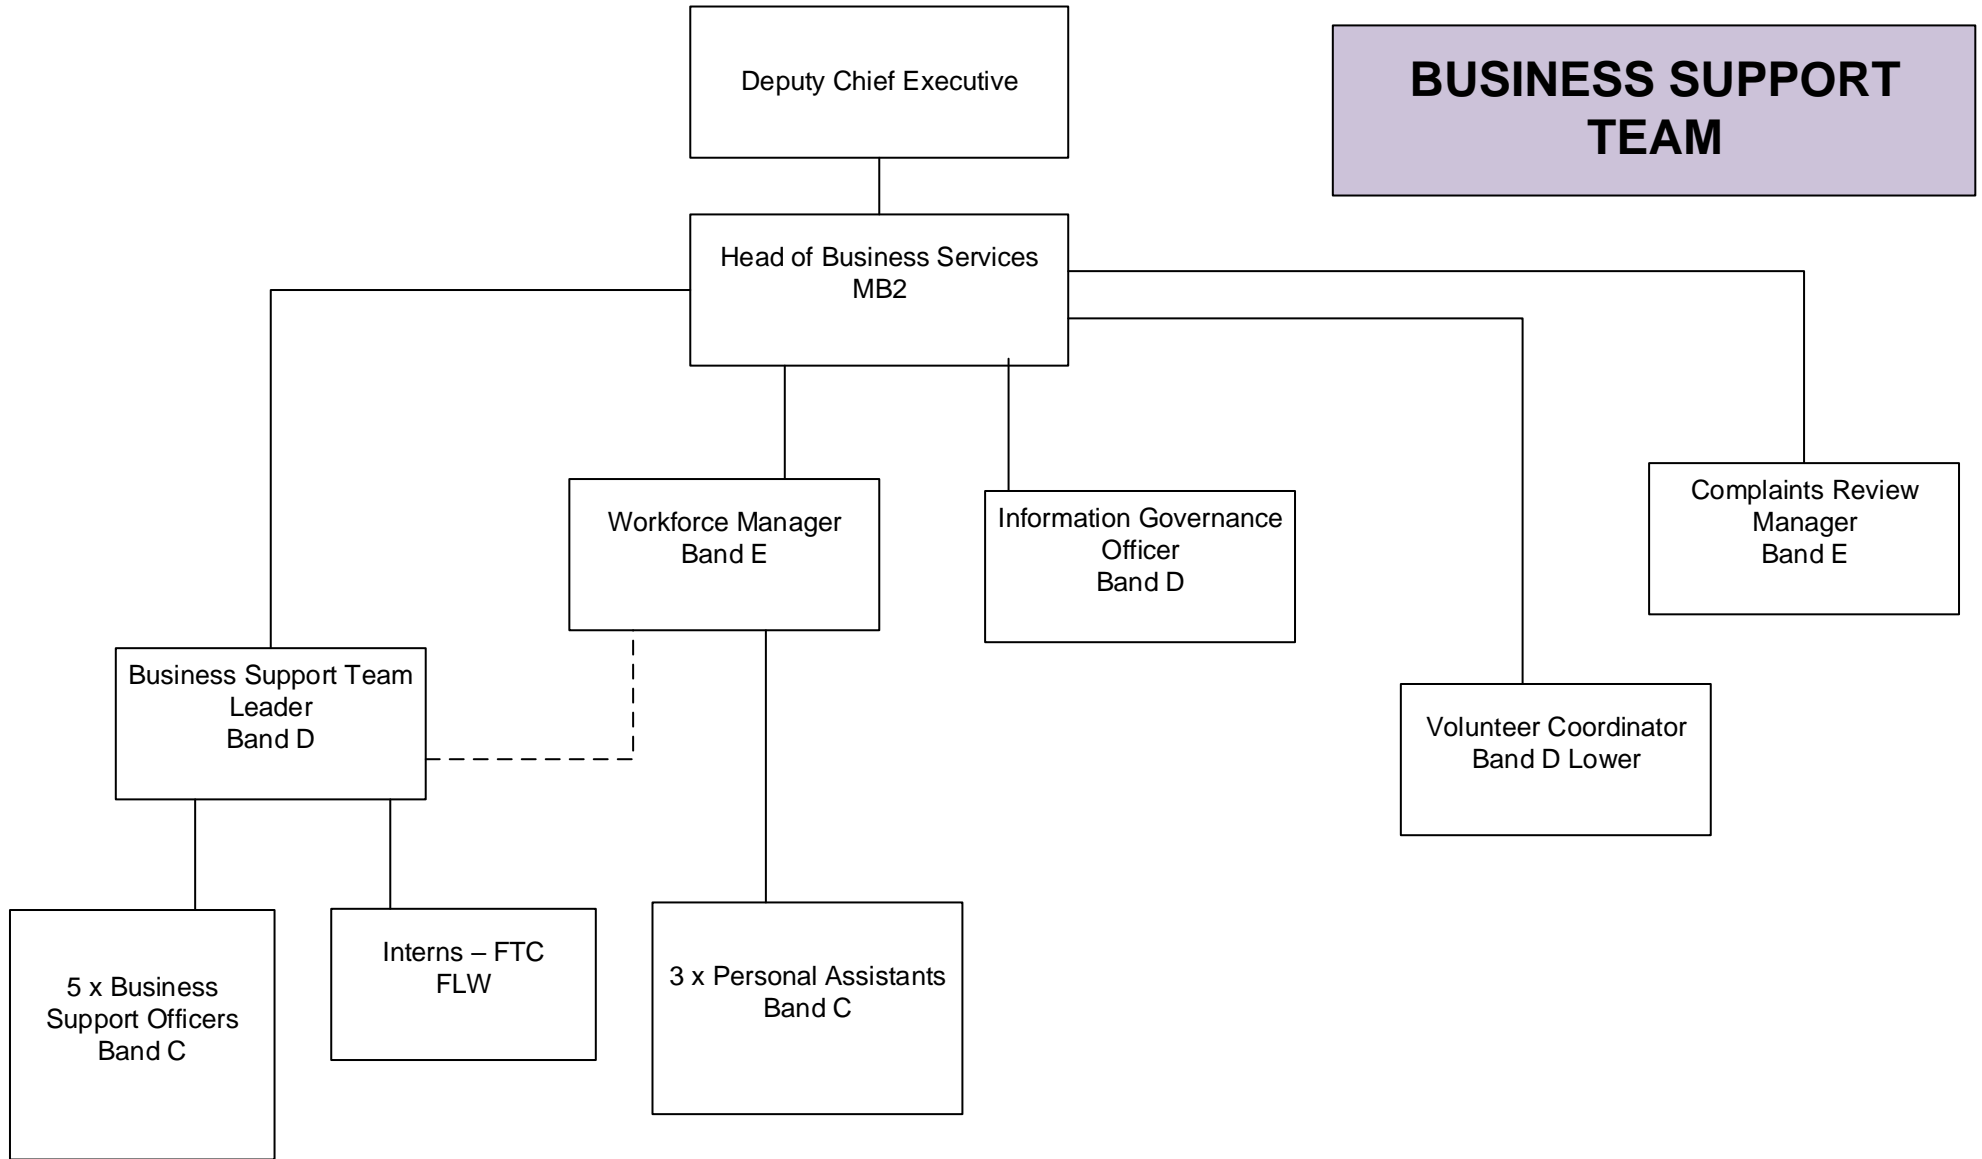 Deputy Chief Executive
BUSINESS SUPPORT
TEAM
Head of Business Services
MB2
Workforce Manager
Band E
Information Governance
Officer
Band D
Complaints Review
Manager
Band E
Business Support Team
Leader
Band D
Volunteer Coordinator
Band D Lower
5 x Business
Support Officers
Band C
Interns – FTC
FLW
3 x Personal Assistants
Band C